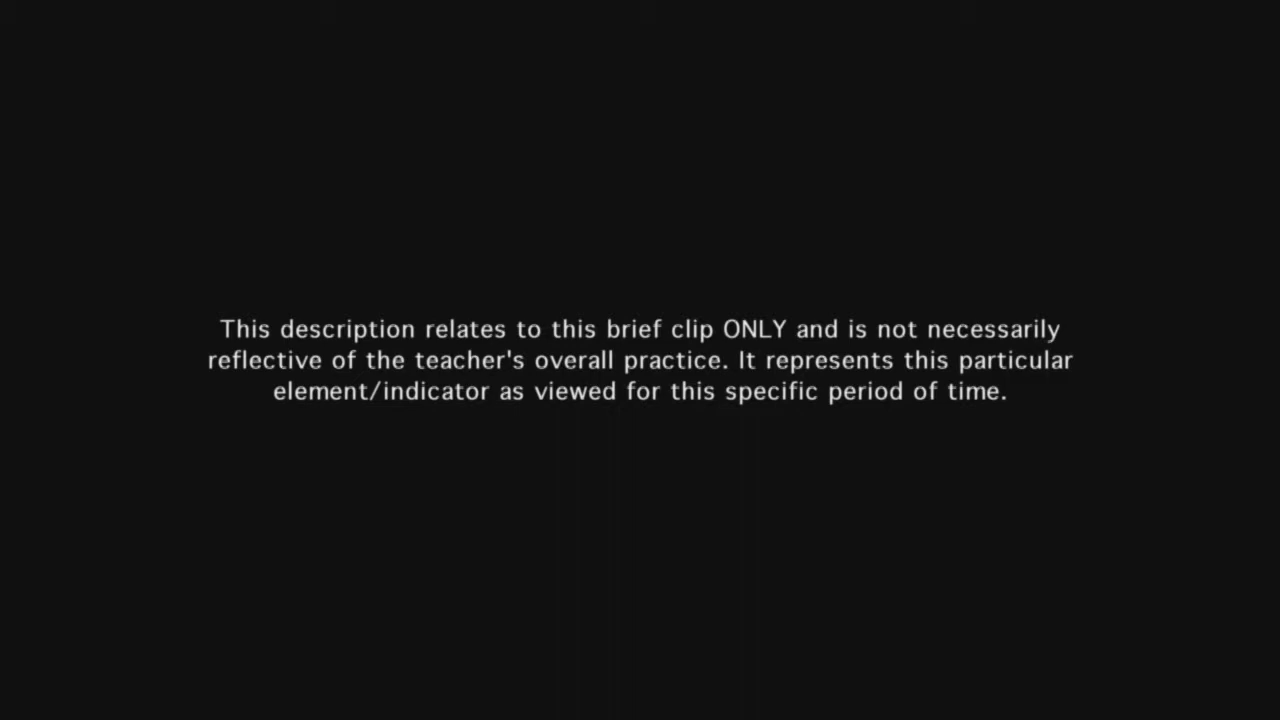 This description relates to this brief clip ONLY and is not necessarily
reflective of the teacher's overall practice. It represents this particular
element/indicator as viewed for this specific period of time.